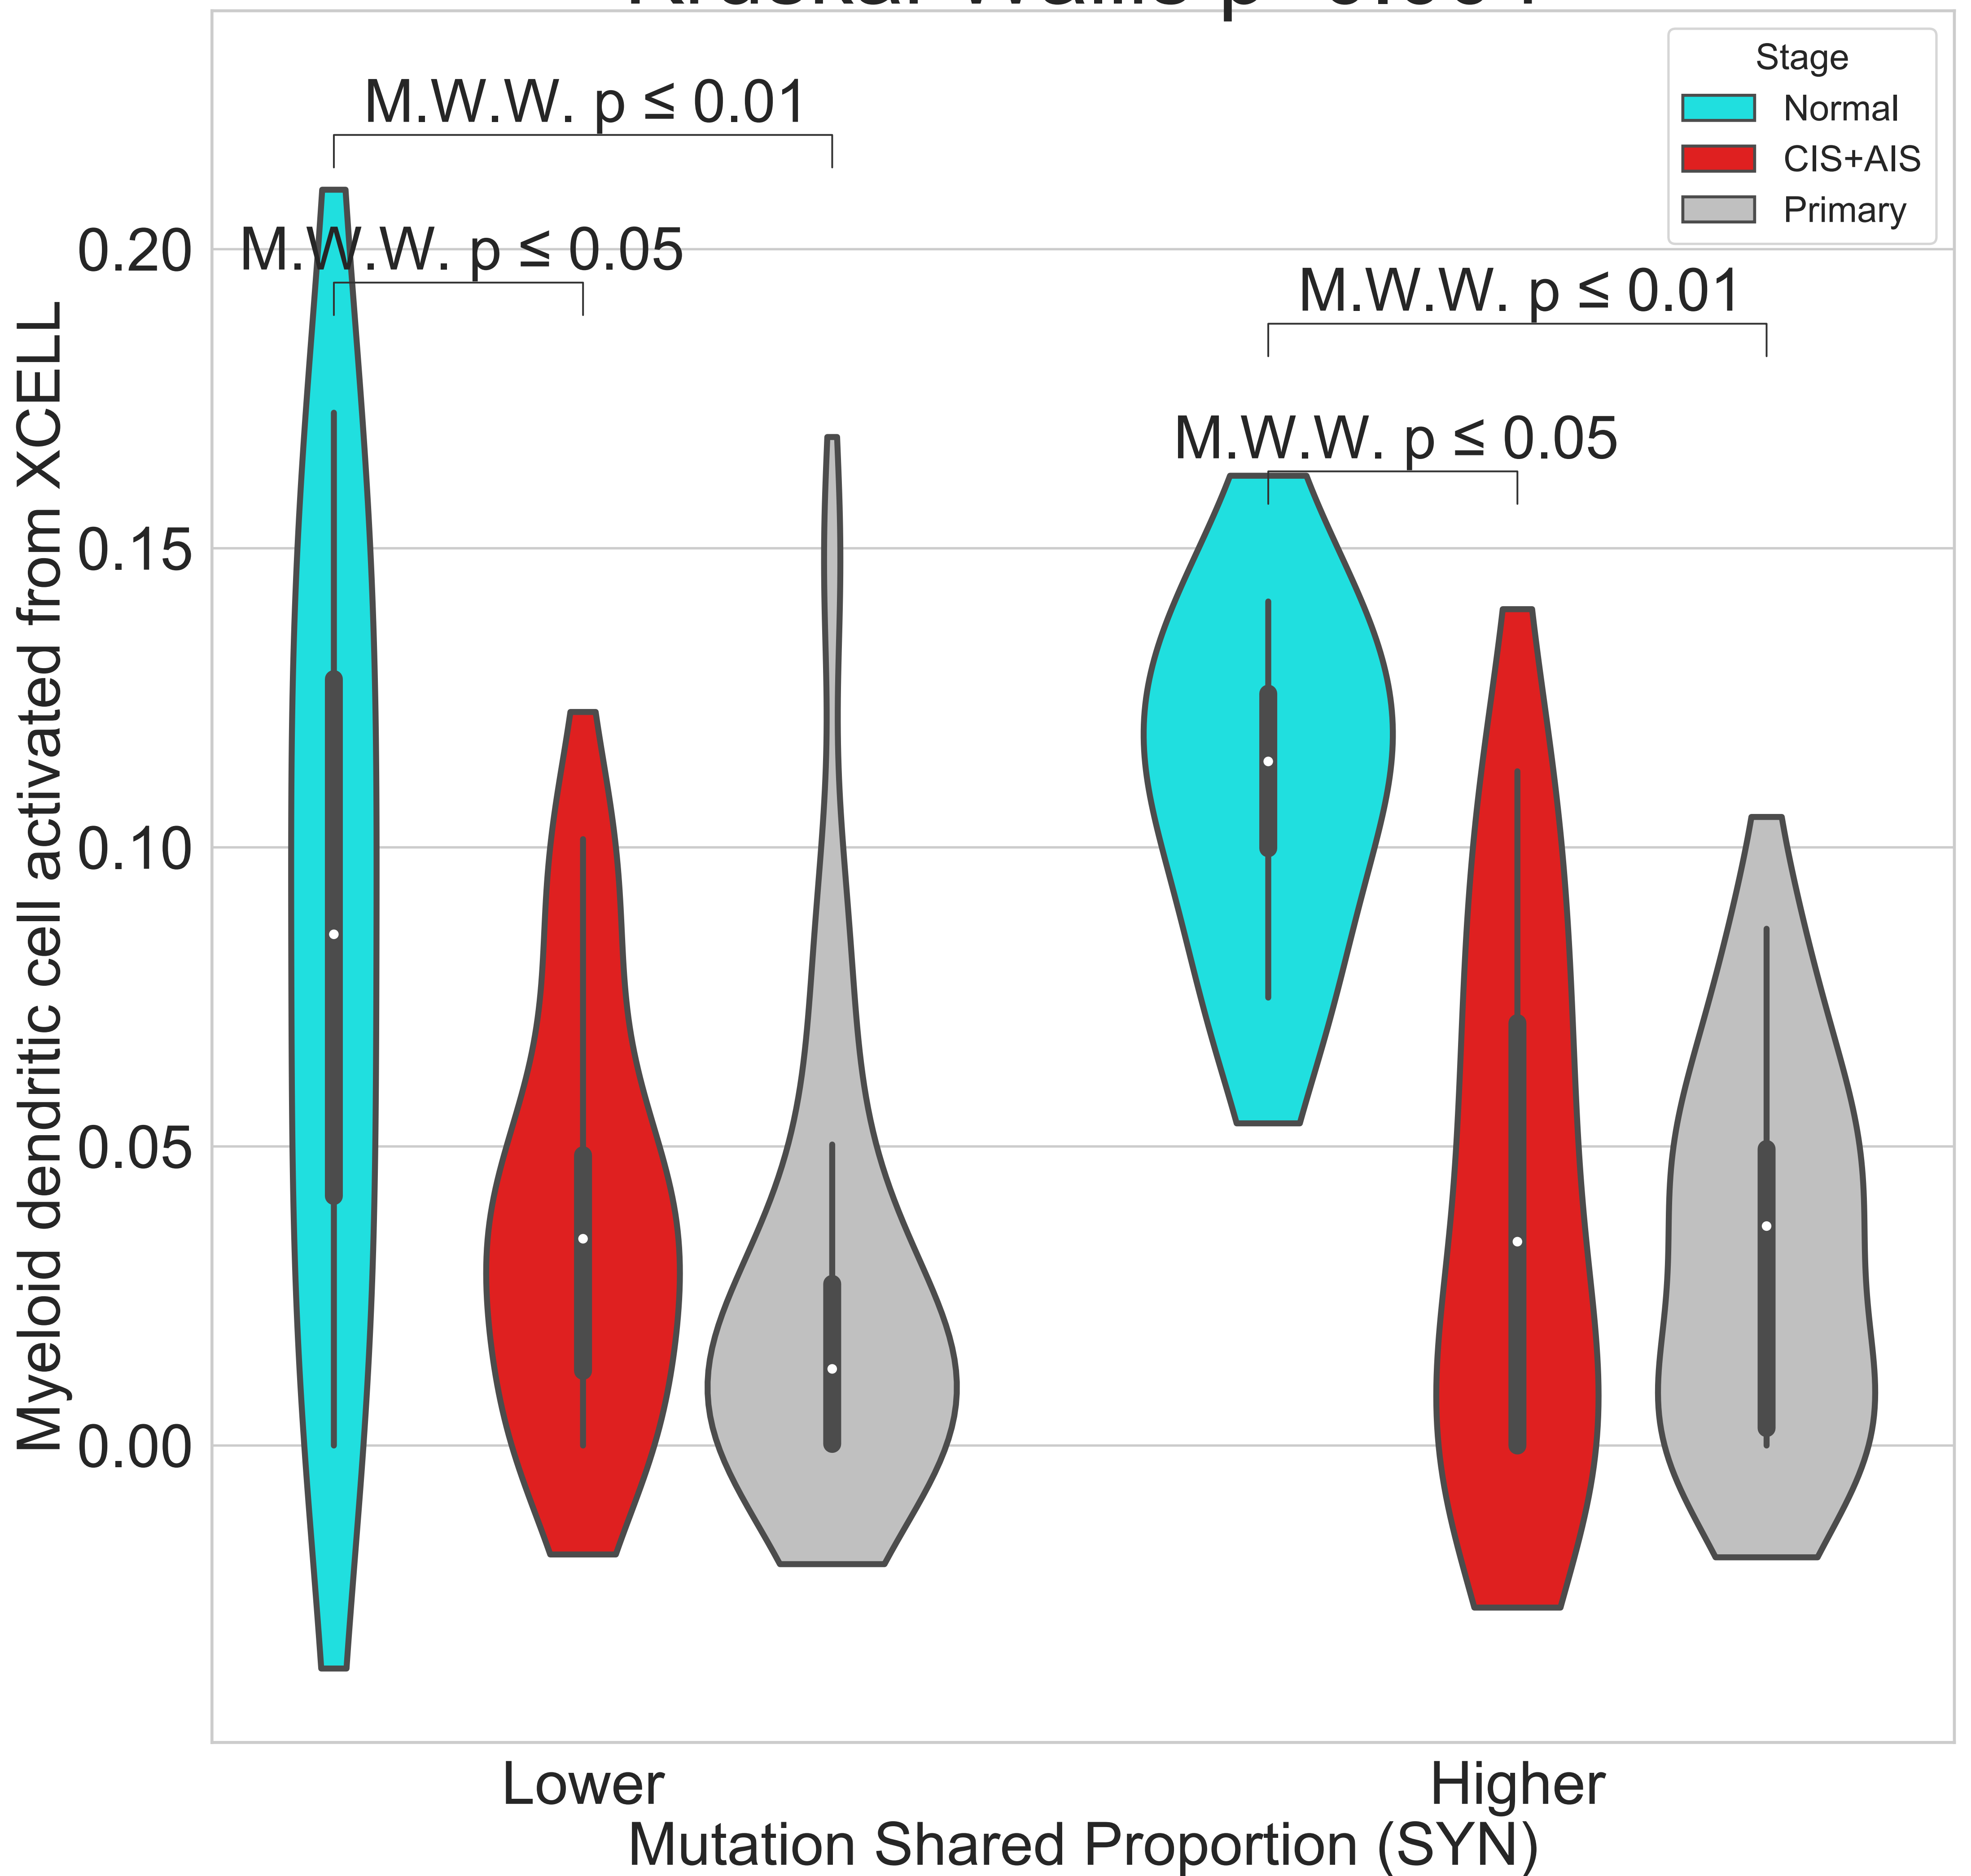 Stage
Normal
CIS+AIS
Primary
M.W.W. p ≤ 0.01
M.W.W. p ≤ 0.05
M.W.W. p ≤ 0.01
M.W.W. p ≤ 0.05
Myeloid dendritic cell activated from XCELL
0.20
0.15
0.10
0.05
0.00
Lower
Higher
Mutation Shared Proportion (SYN)